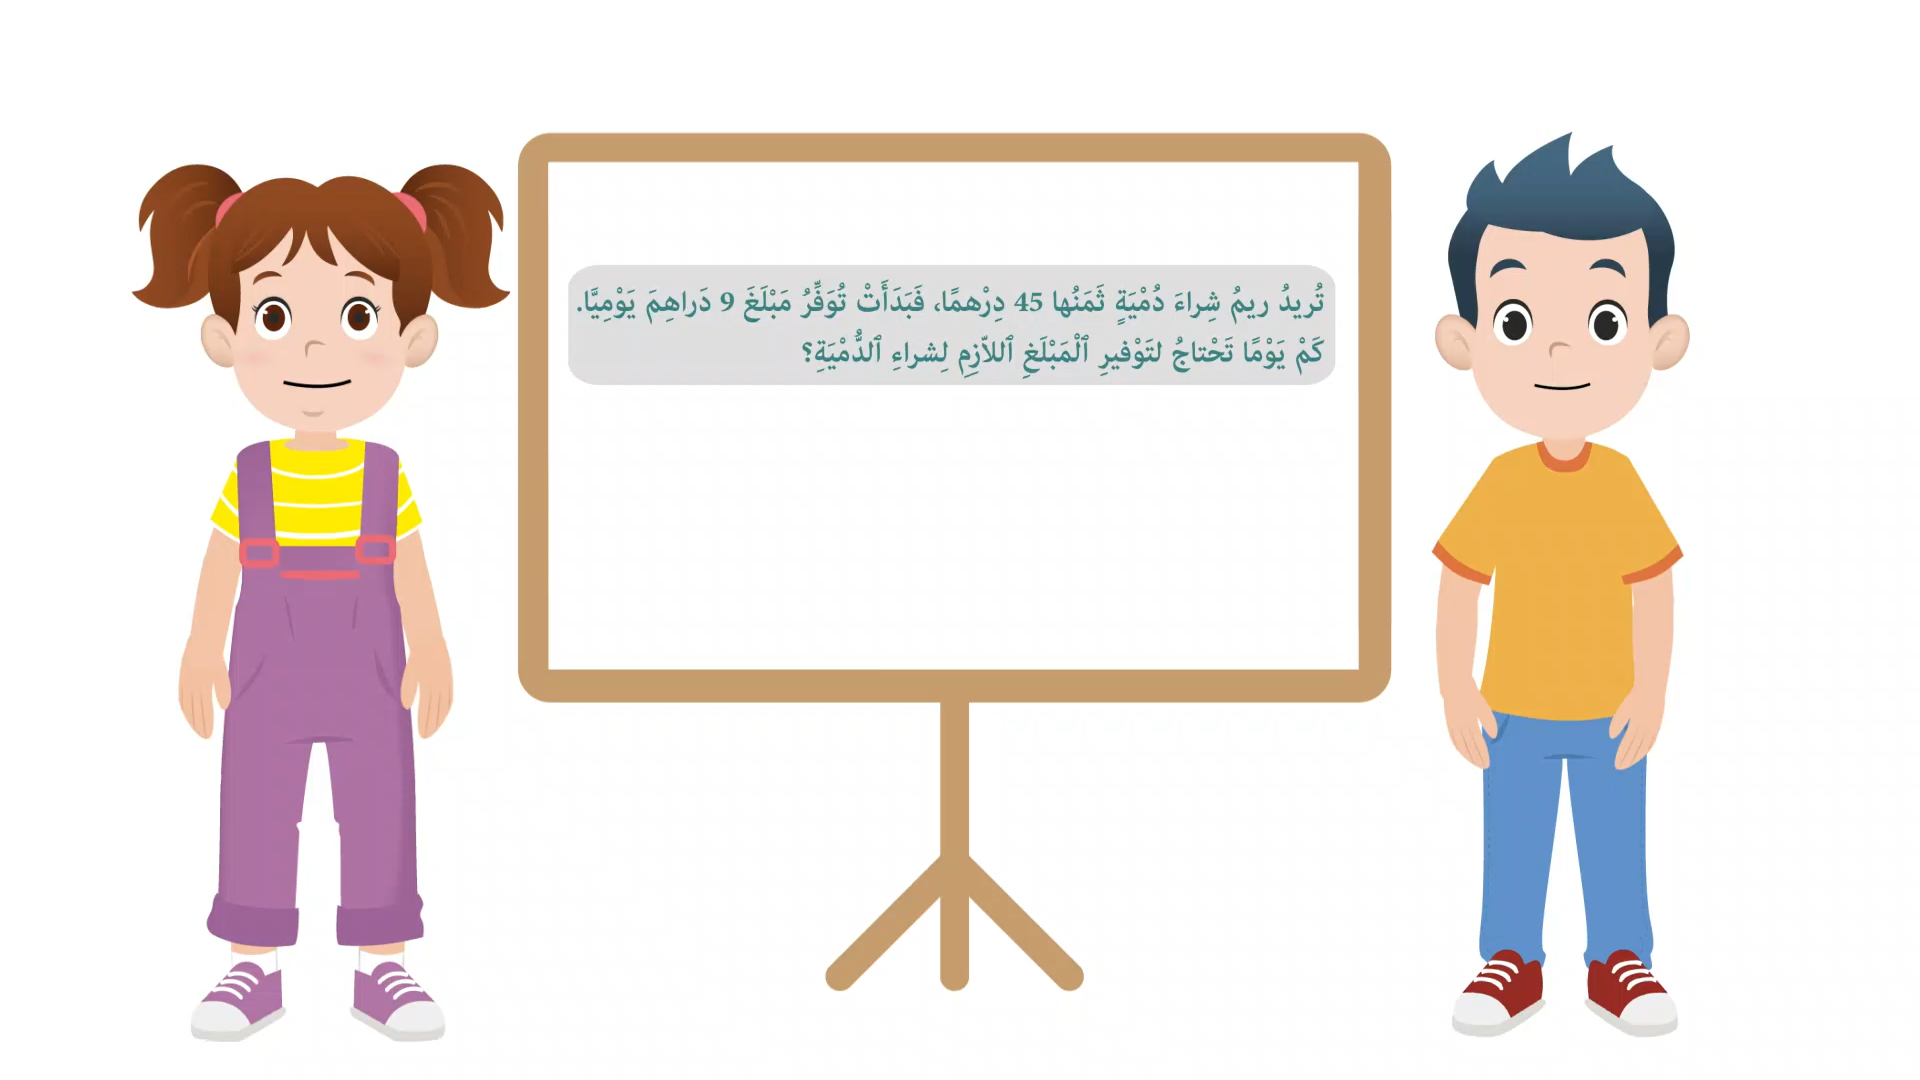 تُريدُ ريمُ شِراءَ دُمْيَةٍ ثَمَنُها 45 دِرْهمًا، فَبَدَأَتْ تُوَفِّرُ مَبْلَغَ 9 دَراهِمَ يَوْمِيًّا.
كَمْ يَوْمًا تَحْتاجُ لتَوْفيرِ ٱلْمَبْلَغِ ٱللاّزِمِ لِشراءِ ٱلدُّمْيَةِ؟